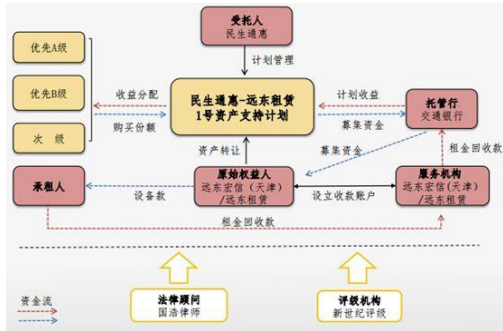 受托人
民生通惠
优先A级
优先B级
次 级
计划管理
收益分配
购买份额
民生通惠-远东租赁
1号资产支持计划
计划收益
募集资金
托管行
交通银行
资产转让
募集资金
租金回收款
承租人
设备款
原始权益人
远东宏信（天津）
/远东租赁
设立收款账户
服务机构
远东宏信(天津)
/远东租赁
租金回收款
资金流
法律顾问
国浩律师
评级机构
新世纪评级